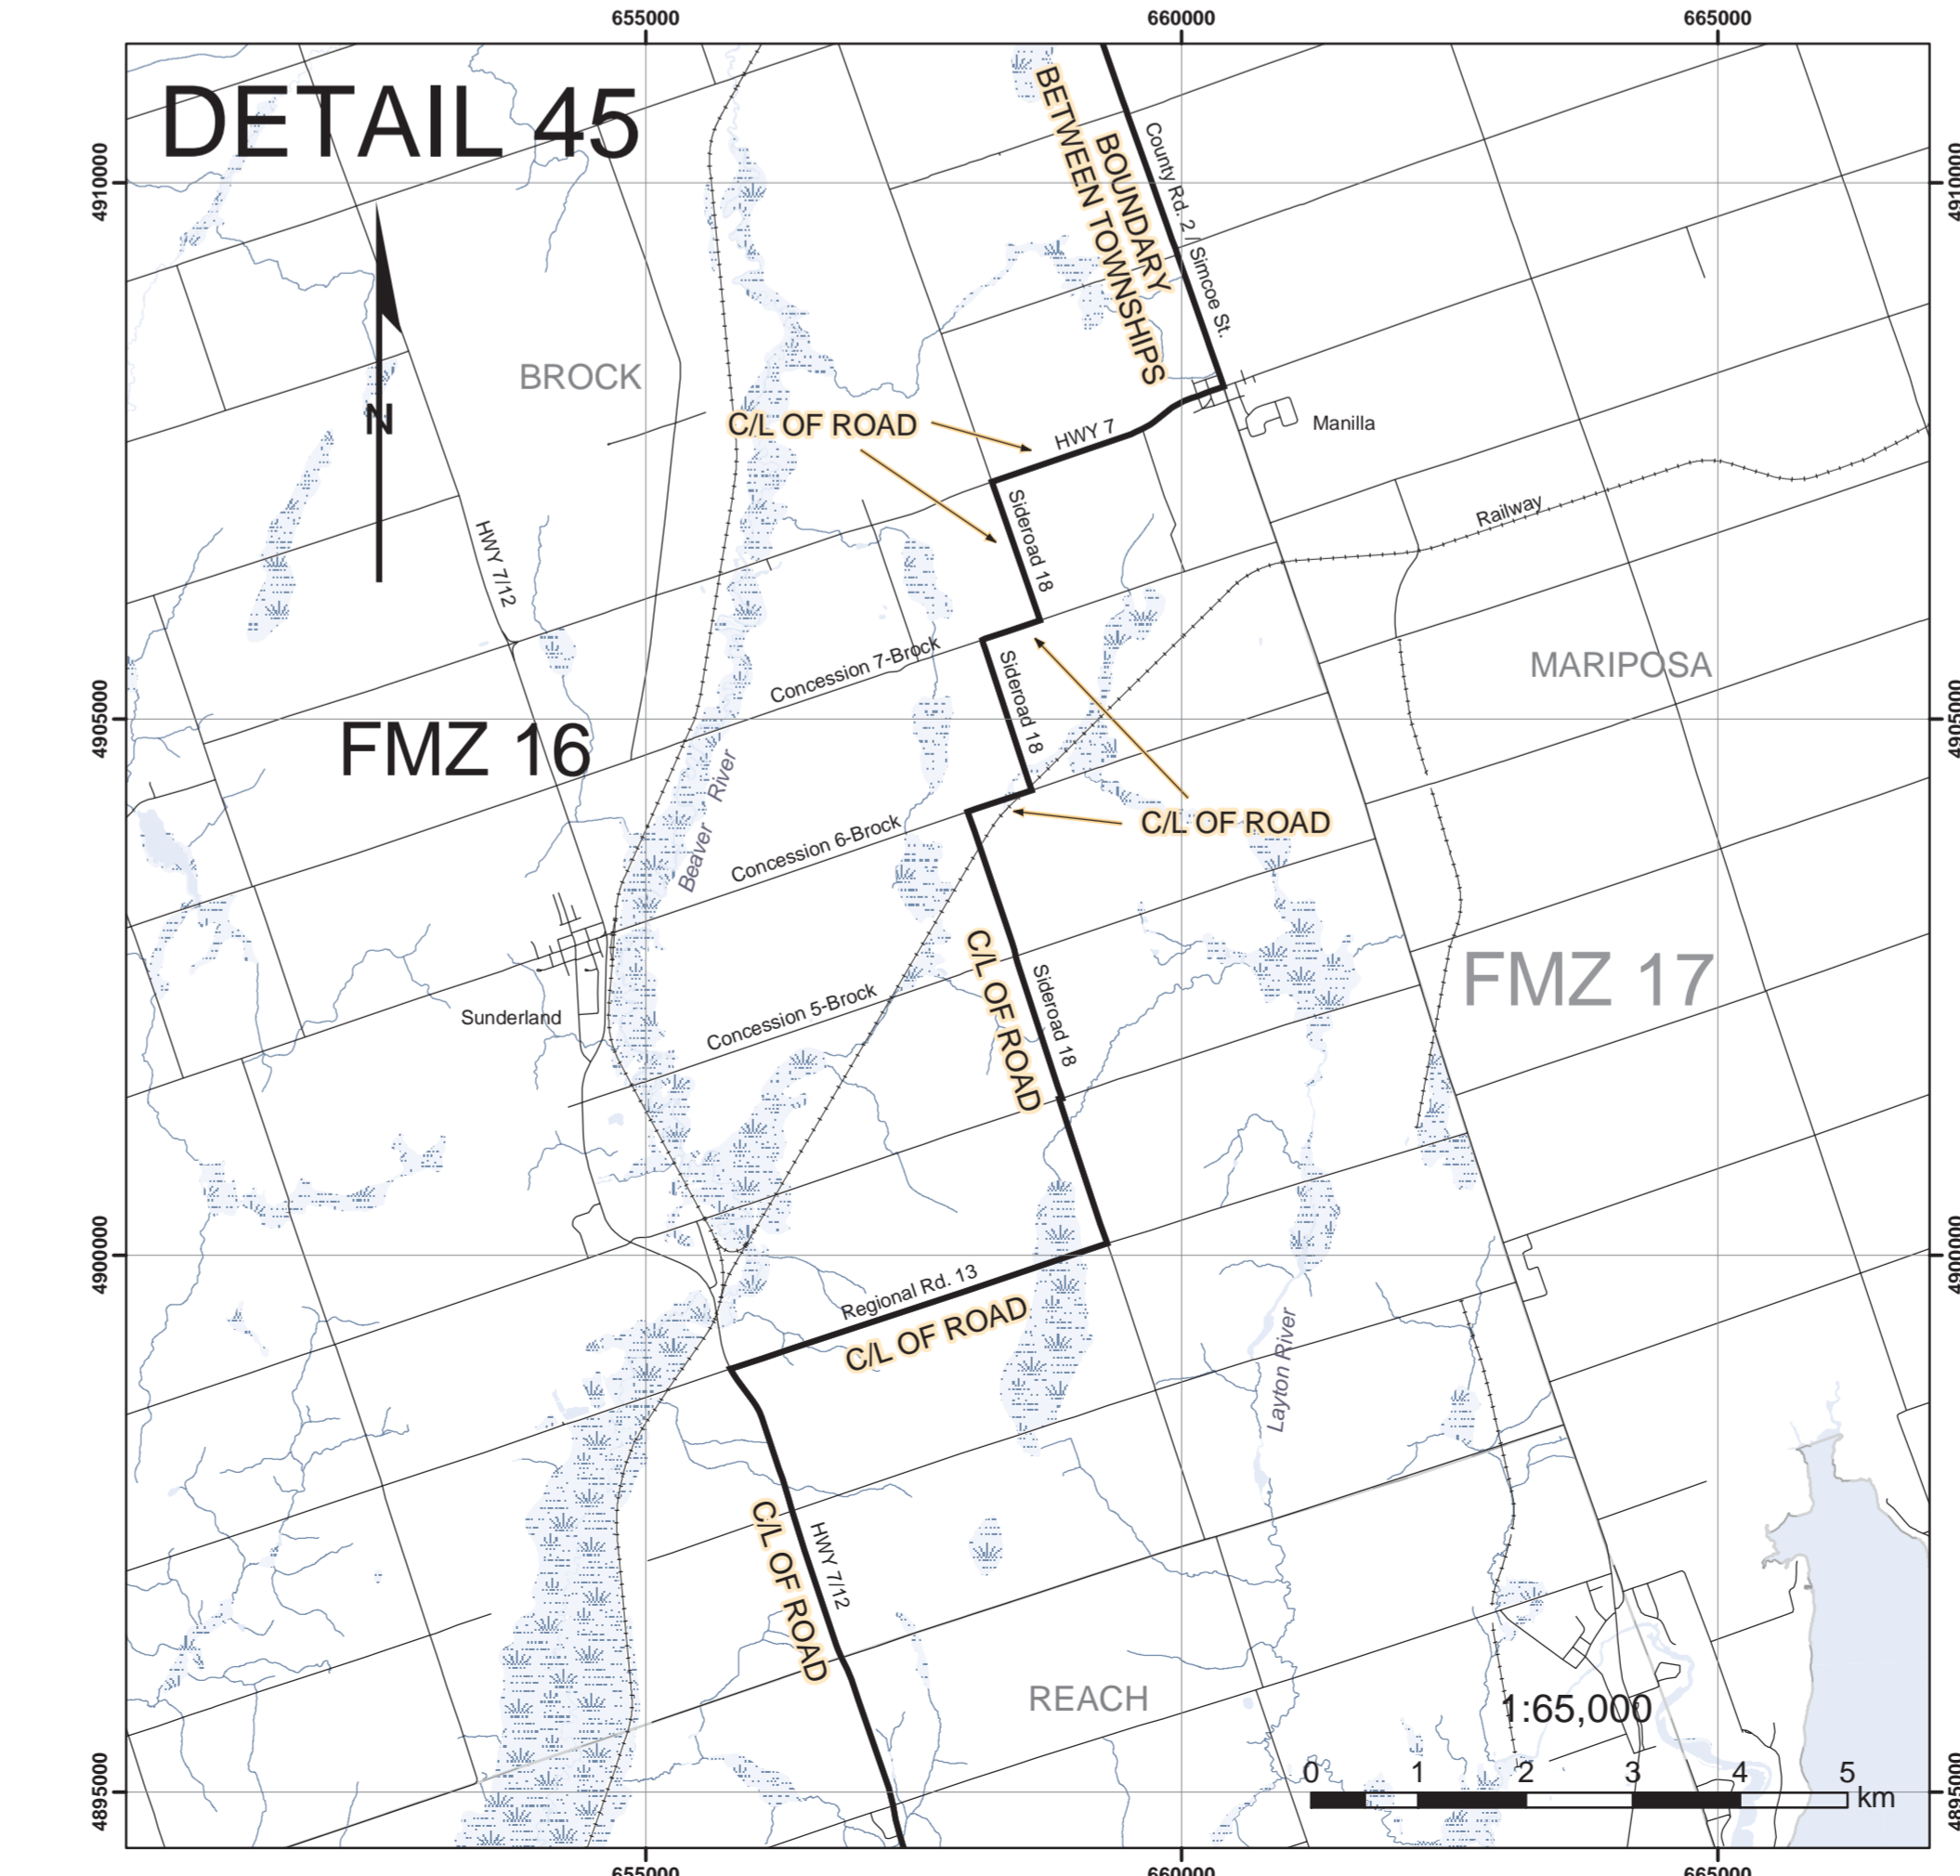 655000
660000
665000
DETAIL 45
BOUNDARY
BETWEEN TOWNSHIPS
County Rd. 2 / Simcoe St.
4910000
4910000
N
BROCK
C/L OF ROAD
HWY 7
Manilla
HWY 7/12
Sideroad 18
Railway
Concession 7-Brock
Sideroad 18
MARIPOSA
4905000
4905000
FMZ 16
Beaver River
C/L OF ROAD
Concession 6-Brock
C/L OF ROAD
Sideroad 18
FMZ 17
Sunderland
Concession 5-Brock
4900000
4900000
Regional Rd. 13
C/L OF ROAD
Layton River
C/L OF ROAD
HWY 7/12
REACH
1:65,000
0 1 2 3 4 5
km
4895000
4895000
655000
660000
665000